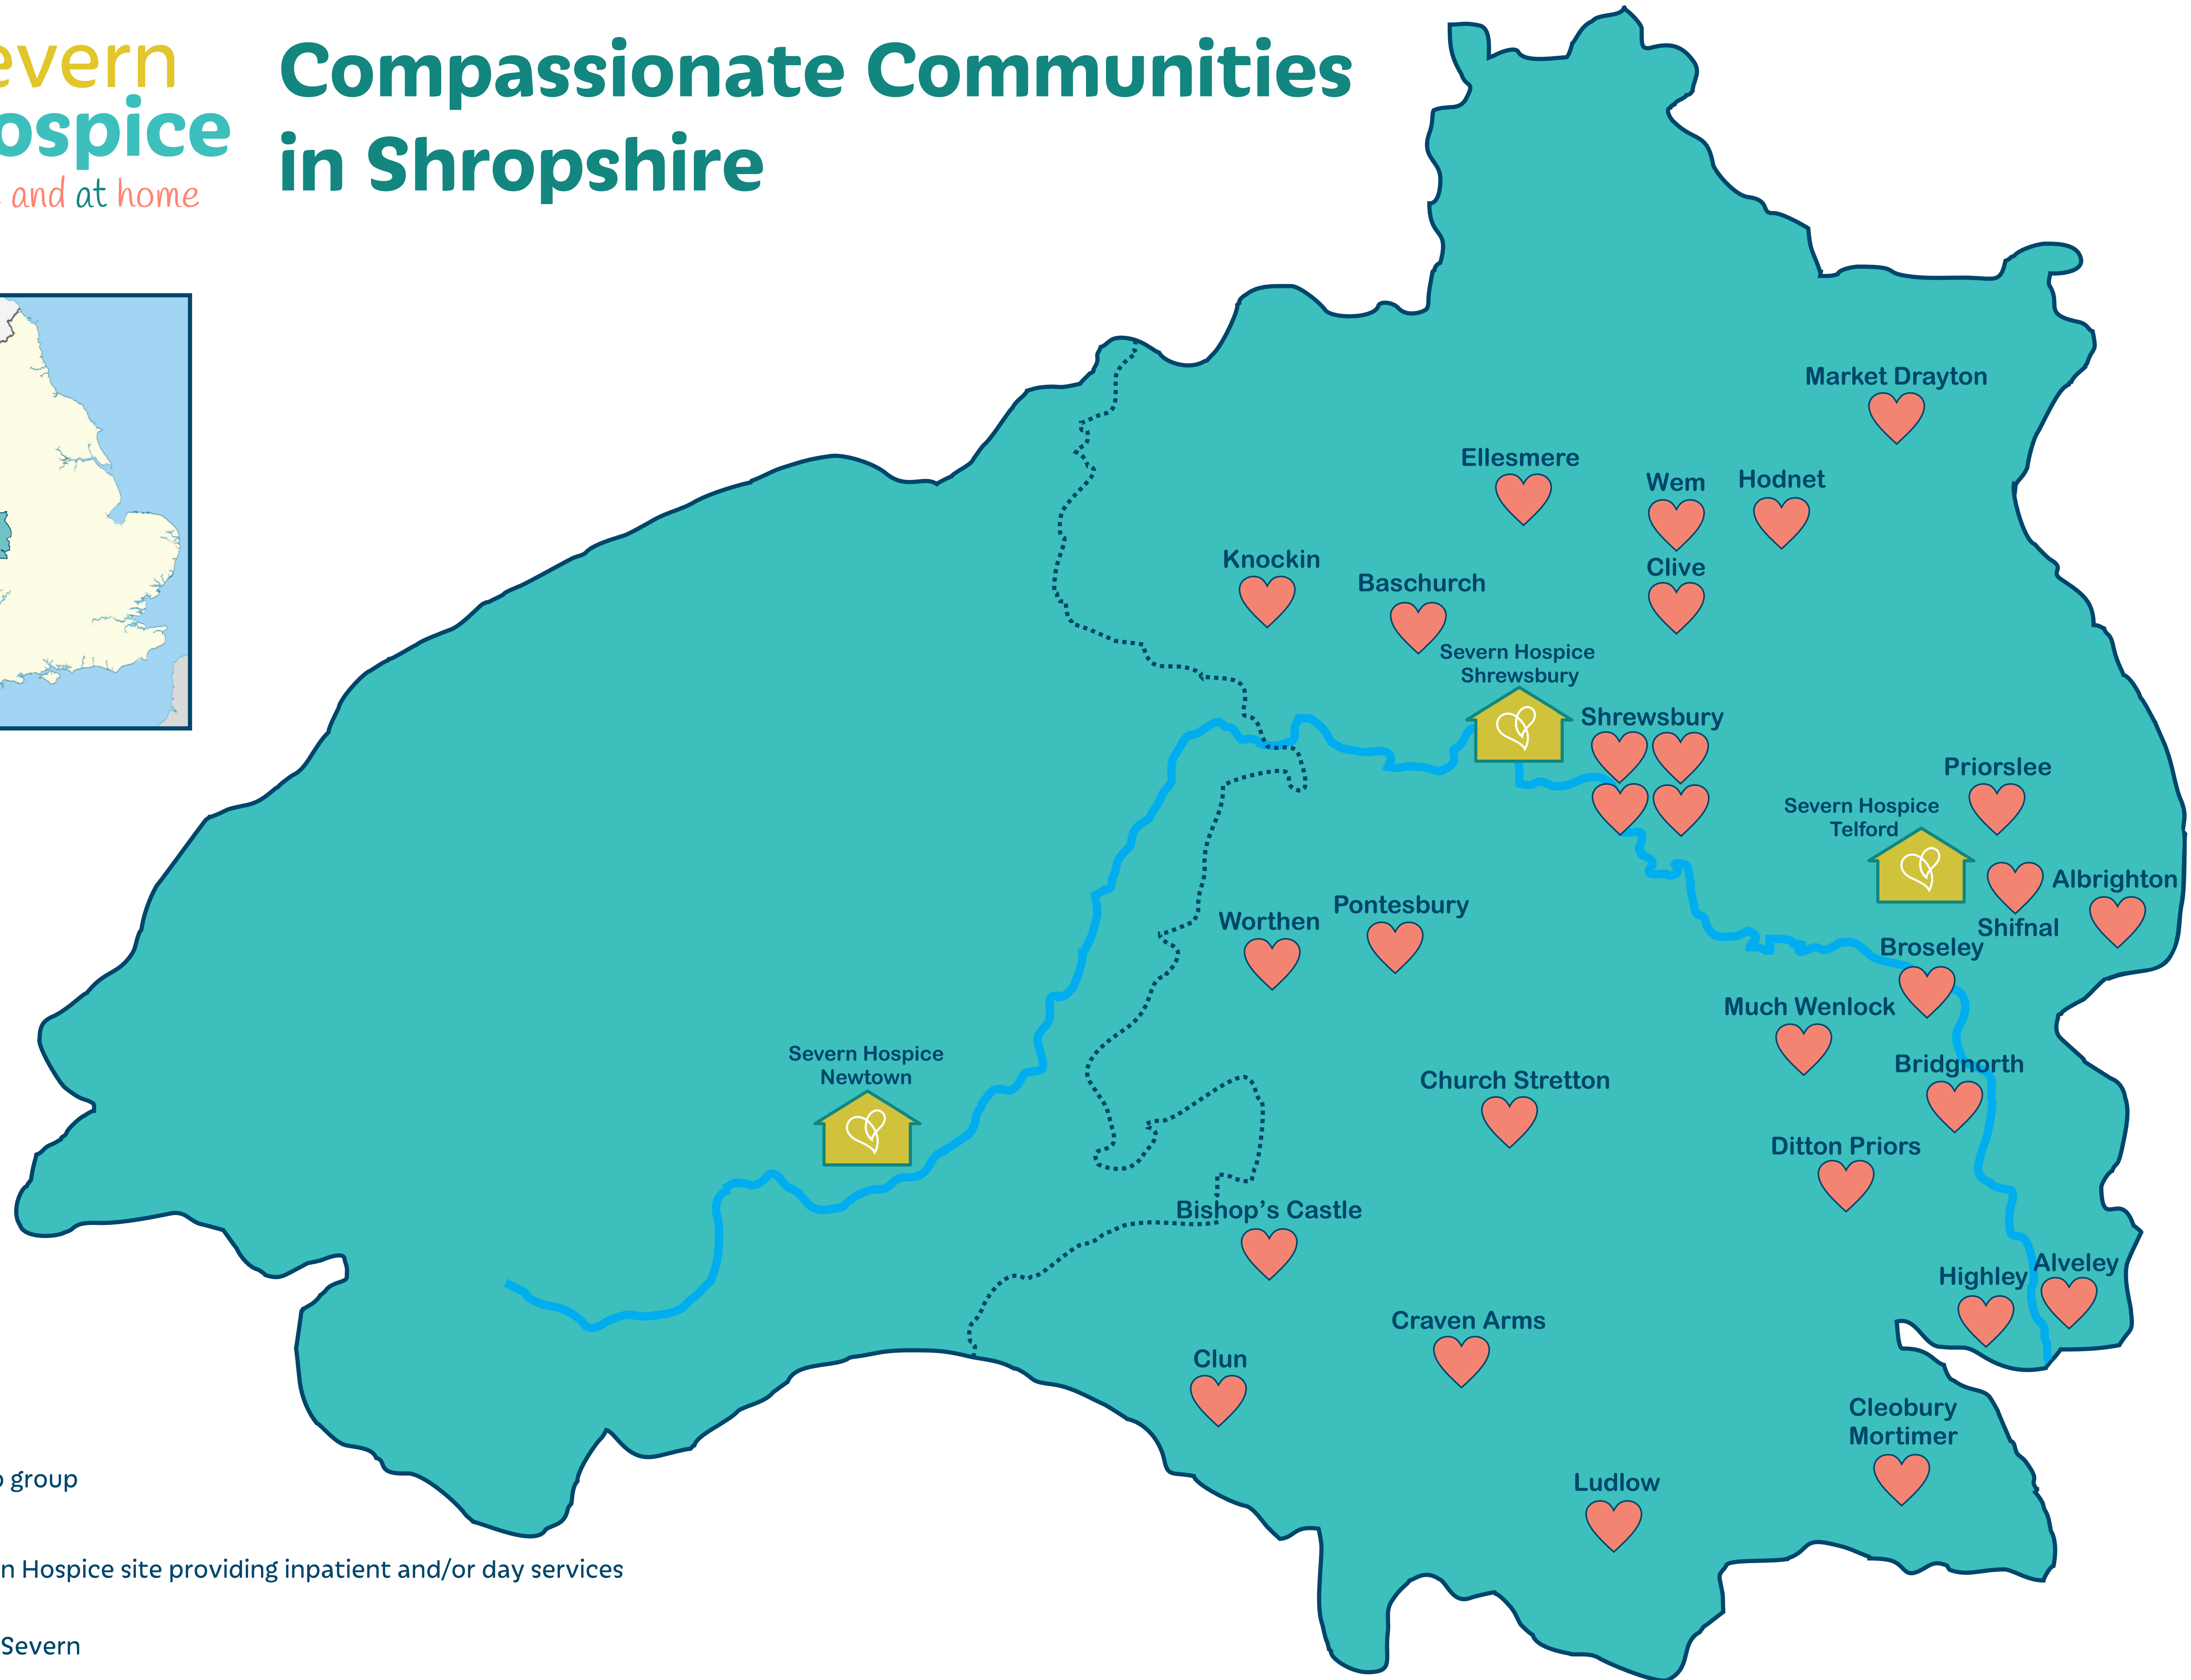 evern
ospice
and at home
Compassionate Communities
in Shropshire
Market Drayton
Ellesmere
Wem
Hodnet
Knockin
Baschurch
Clive
Severn Hospice
Shrewsbury
Shrewsbury
Priorslee
Severn Hospice
Telford
Albrighton
Shifnal
Worthen
Pontesbury
Broseley
Much Wenlock
Severn Hospice
Newtown
Church Stretton
Bridgnorth
Ditton Priors
Bishop's Castle
Highley
Alveley
Craven Arms
Clun
Cleobury
Mortimer
Ludlow
group
n Hospice site providing inpatient and/or day services
Severn